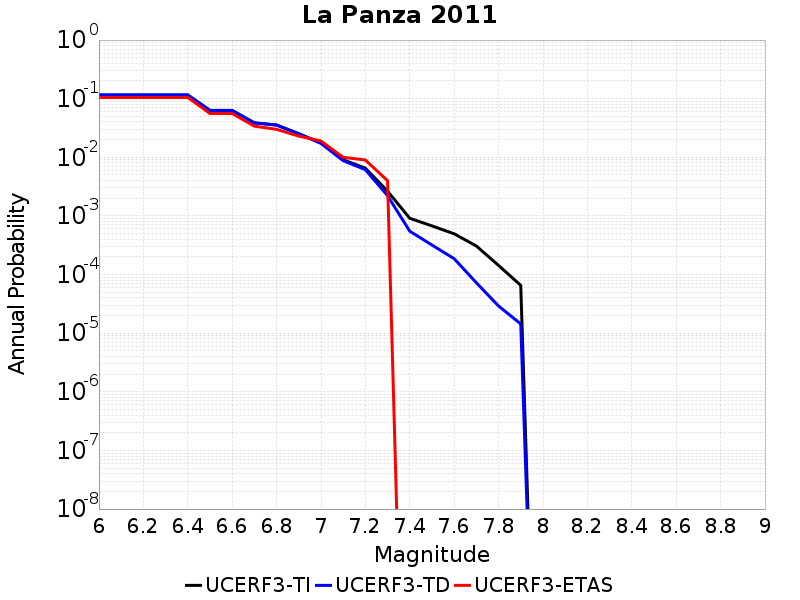 La Panza 2011
10^0
10^-1
10^-2
10^-3
10^-4
10^-5
10^-6
10^-7
10^-8
Annual Probability
6 6.2 6.4 6.6 6.8 7 7.2 7.4 7.6 7.8 8 8.2 8.4 8.6 8.8 9
Magnitude
UCERF3-TI UCERF3-TD UCERF3-ETAS